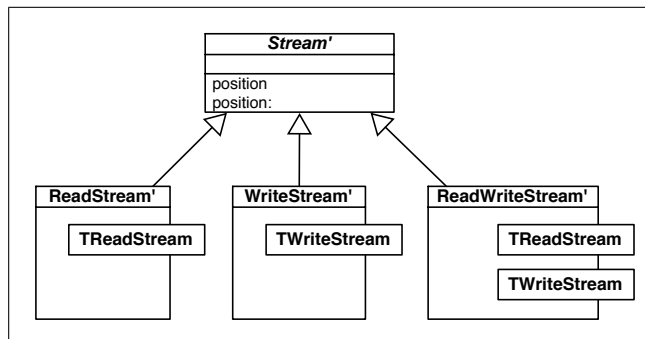 Stream'
position
position:
ReadStream'
WriteStream'
ReadWriteStream'
TReadStream
TWriteStream
TReadStream
TWriteStream